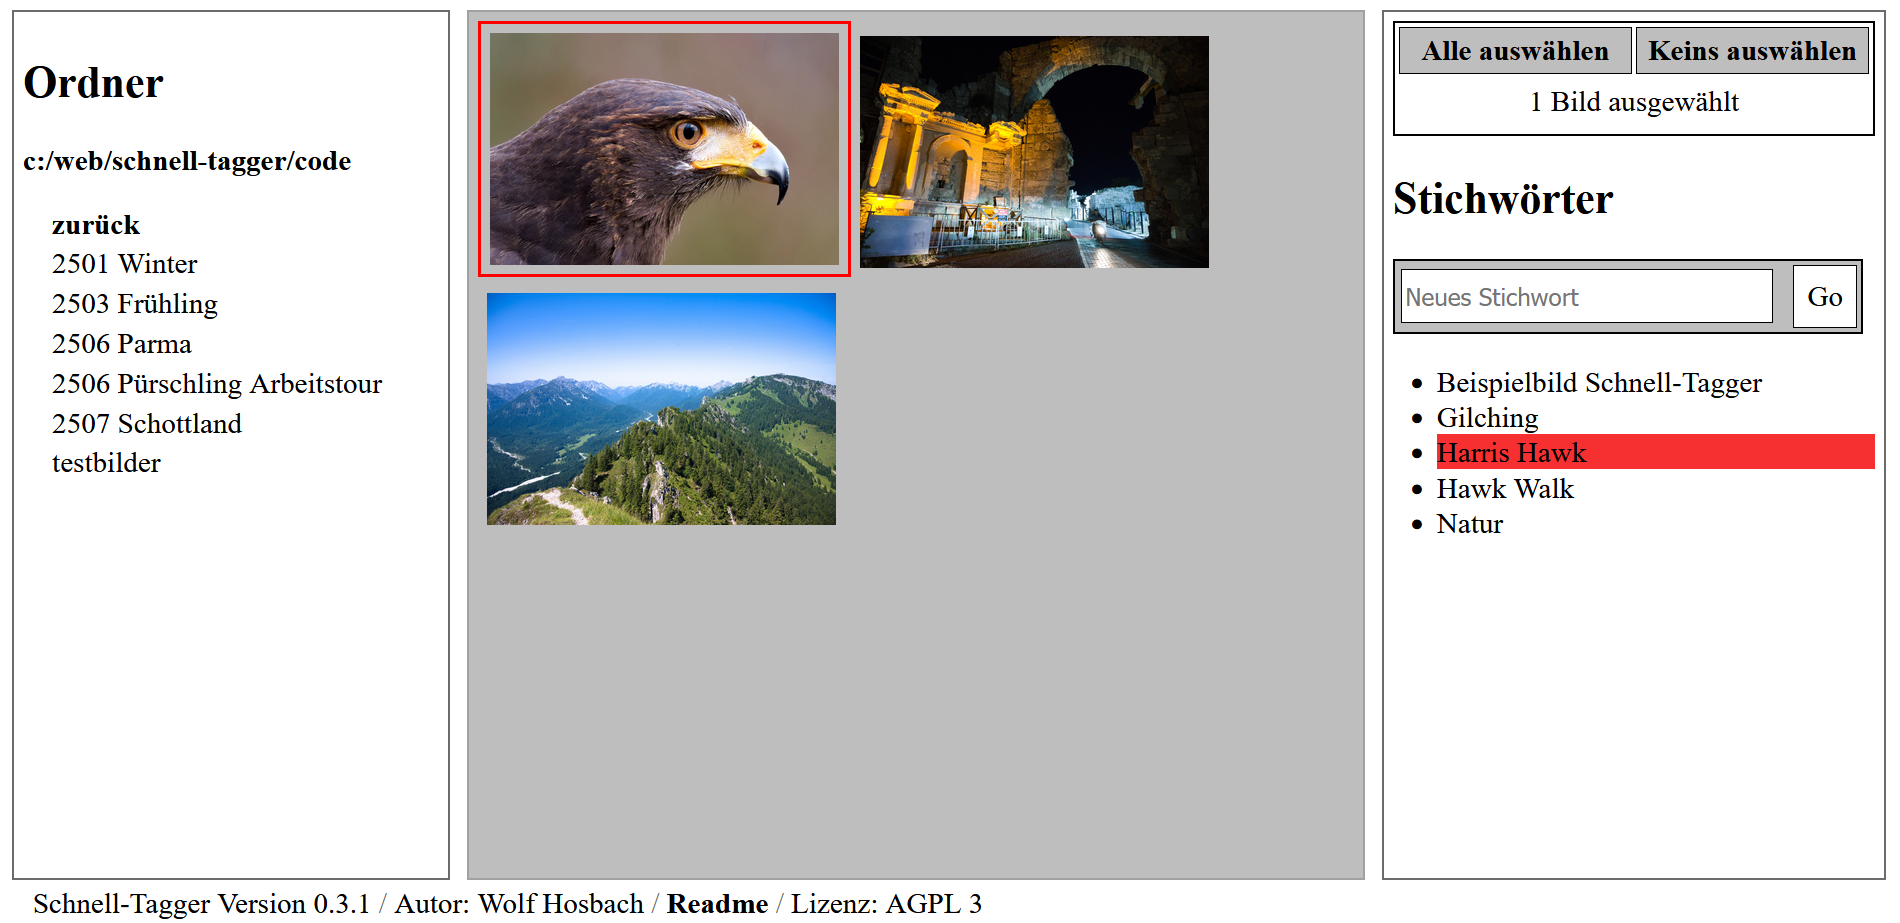 Ordner
c:/web/schnell-tagger/code
zurück
2501 Winter
2503 Frühling
2506 Parma
2506 Pürschling Arbeitstour
2507 Schottland
testbilder
Alle auswählen Keins auswählen
1 Bild ausgewählt
Stichwörter
Neues Stichwort Go
Beispielbild Schnell-Tagger
Gilching
Harris Hawk
Hawk Walk
Natur
Schnell-Tagger Version 0.3.1 / Autor: Wolf Hosbach / Readme / Lizenz: AGPL 3